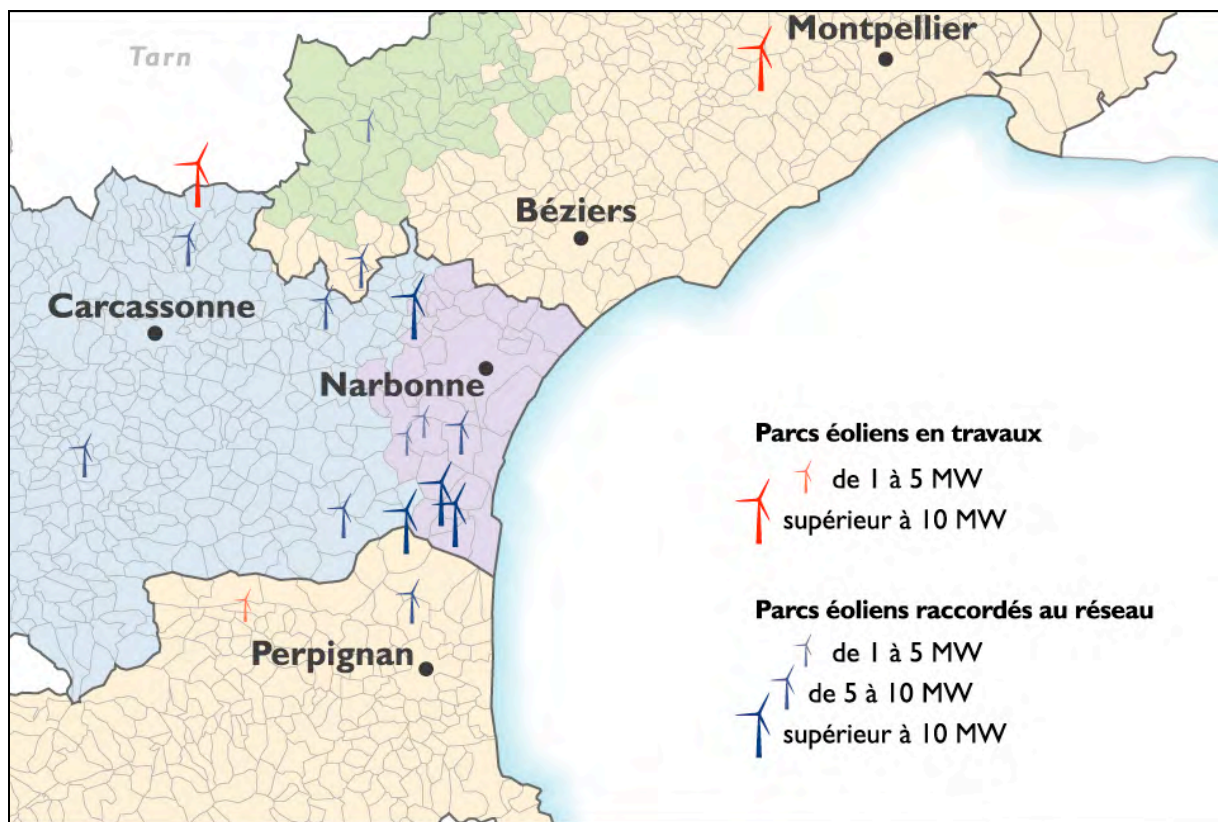 Montpellier
Tarn
Béziers
Carcassonne
Narbonne
Parcs éoliens en travaux
de 1 à 5 MW
supérieur à 10 MW
Parcs éoliens raccordés au réseau
de 1 à 5 MW
Perpignan
de 5 à 10 MW
supérieur à 10 MW